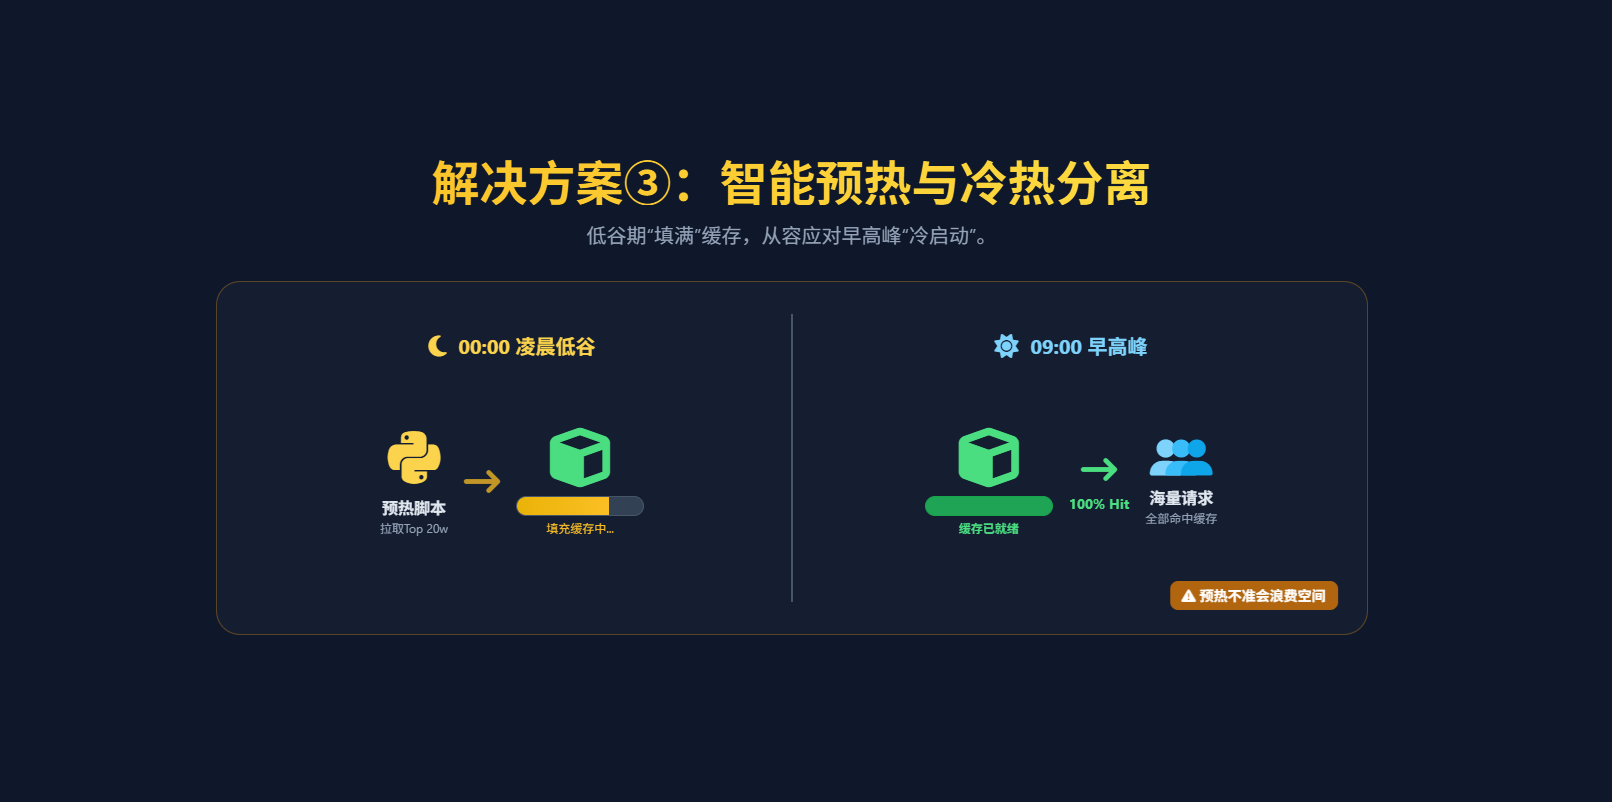 解决方案③：智能预热与冷热分离
低谷期“填满”缓存，从容应对早高峰“冷启动”。
00:00 凌晨低谷
预热脚本
拉取Top 20w
填充缓存中...
09:00 早高峰
缓存已就绪
100% Hit
海量请求
全部命中缓存
预热不准会浪费空间